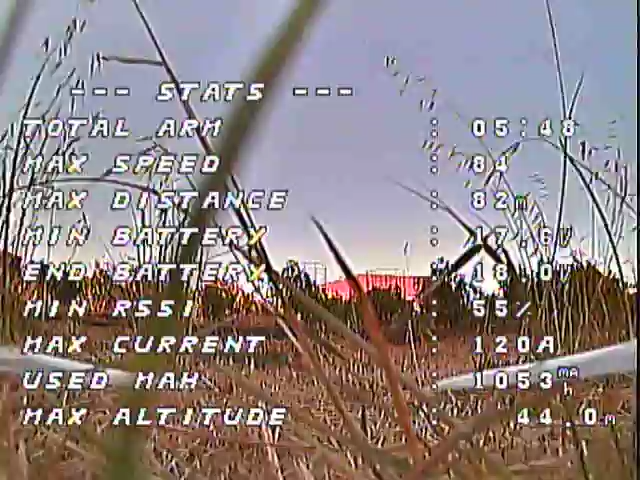 --- STATS ---
TOTAL ARM : 05:48
MAX SPEED : 84
MAX DISTANCE : 82m
MIN BATTERY : 17.6V
END BATTERY : 18.0V
MIN RSSI : 55%
MAX CURRENT : 120A
USED MAH : 1053mAh
MAX ALTITUDE : 44.0m